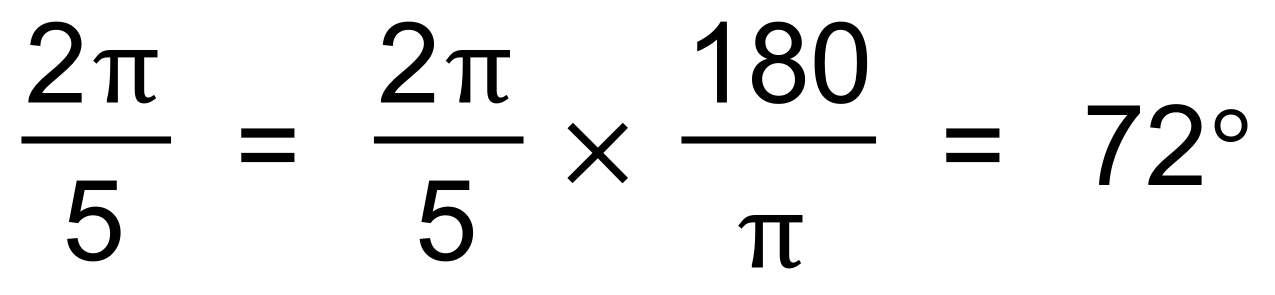 2π/5 = 2π/5 × 180/π = 72°